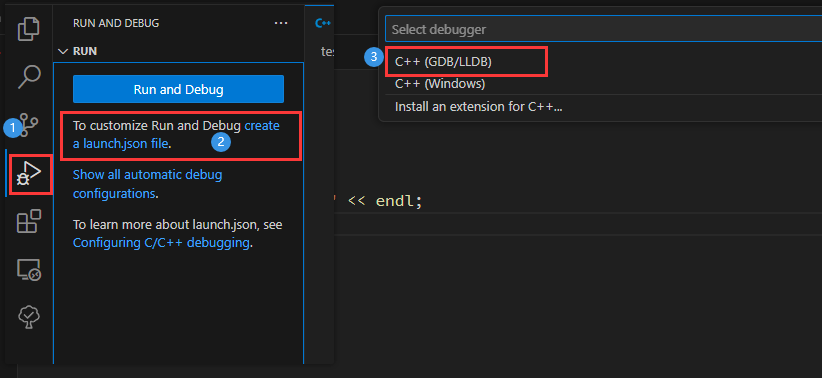 RUN AND DEBUG
RUN
Run and Debug
To customize Run and Debug create
a launch.json file.
Show all automatic debug
configurations.
To learn more about launch.json, see
Configuring C/C++ debugging.
1
2
C++
tes
Select debugger
3
C++ (GDB/LLDB)
C++ (Windows)
Install an extension for C++...
" << endl;